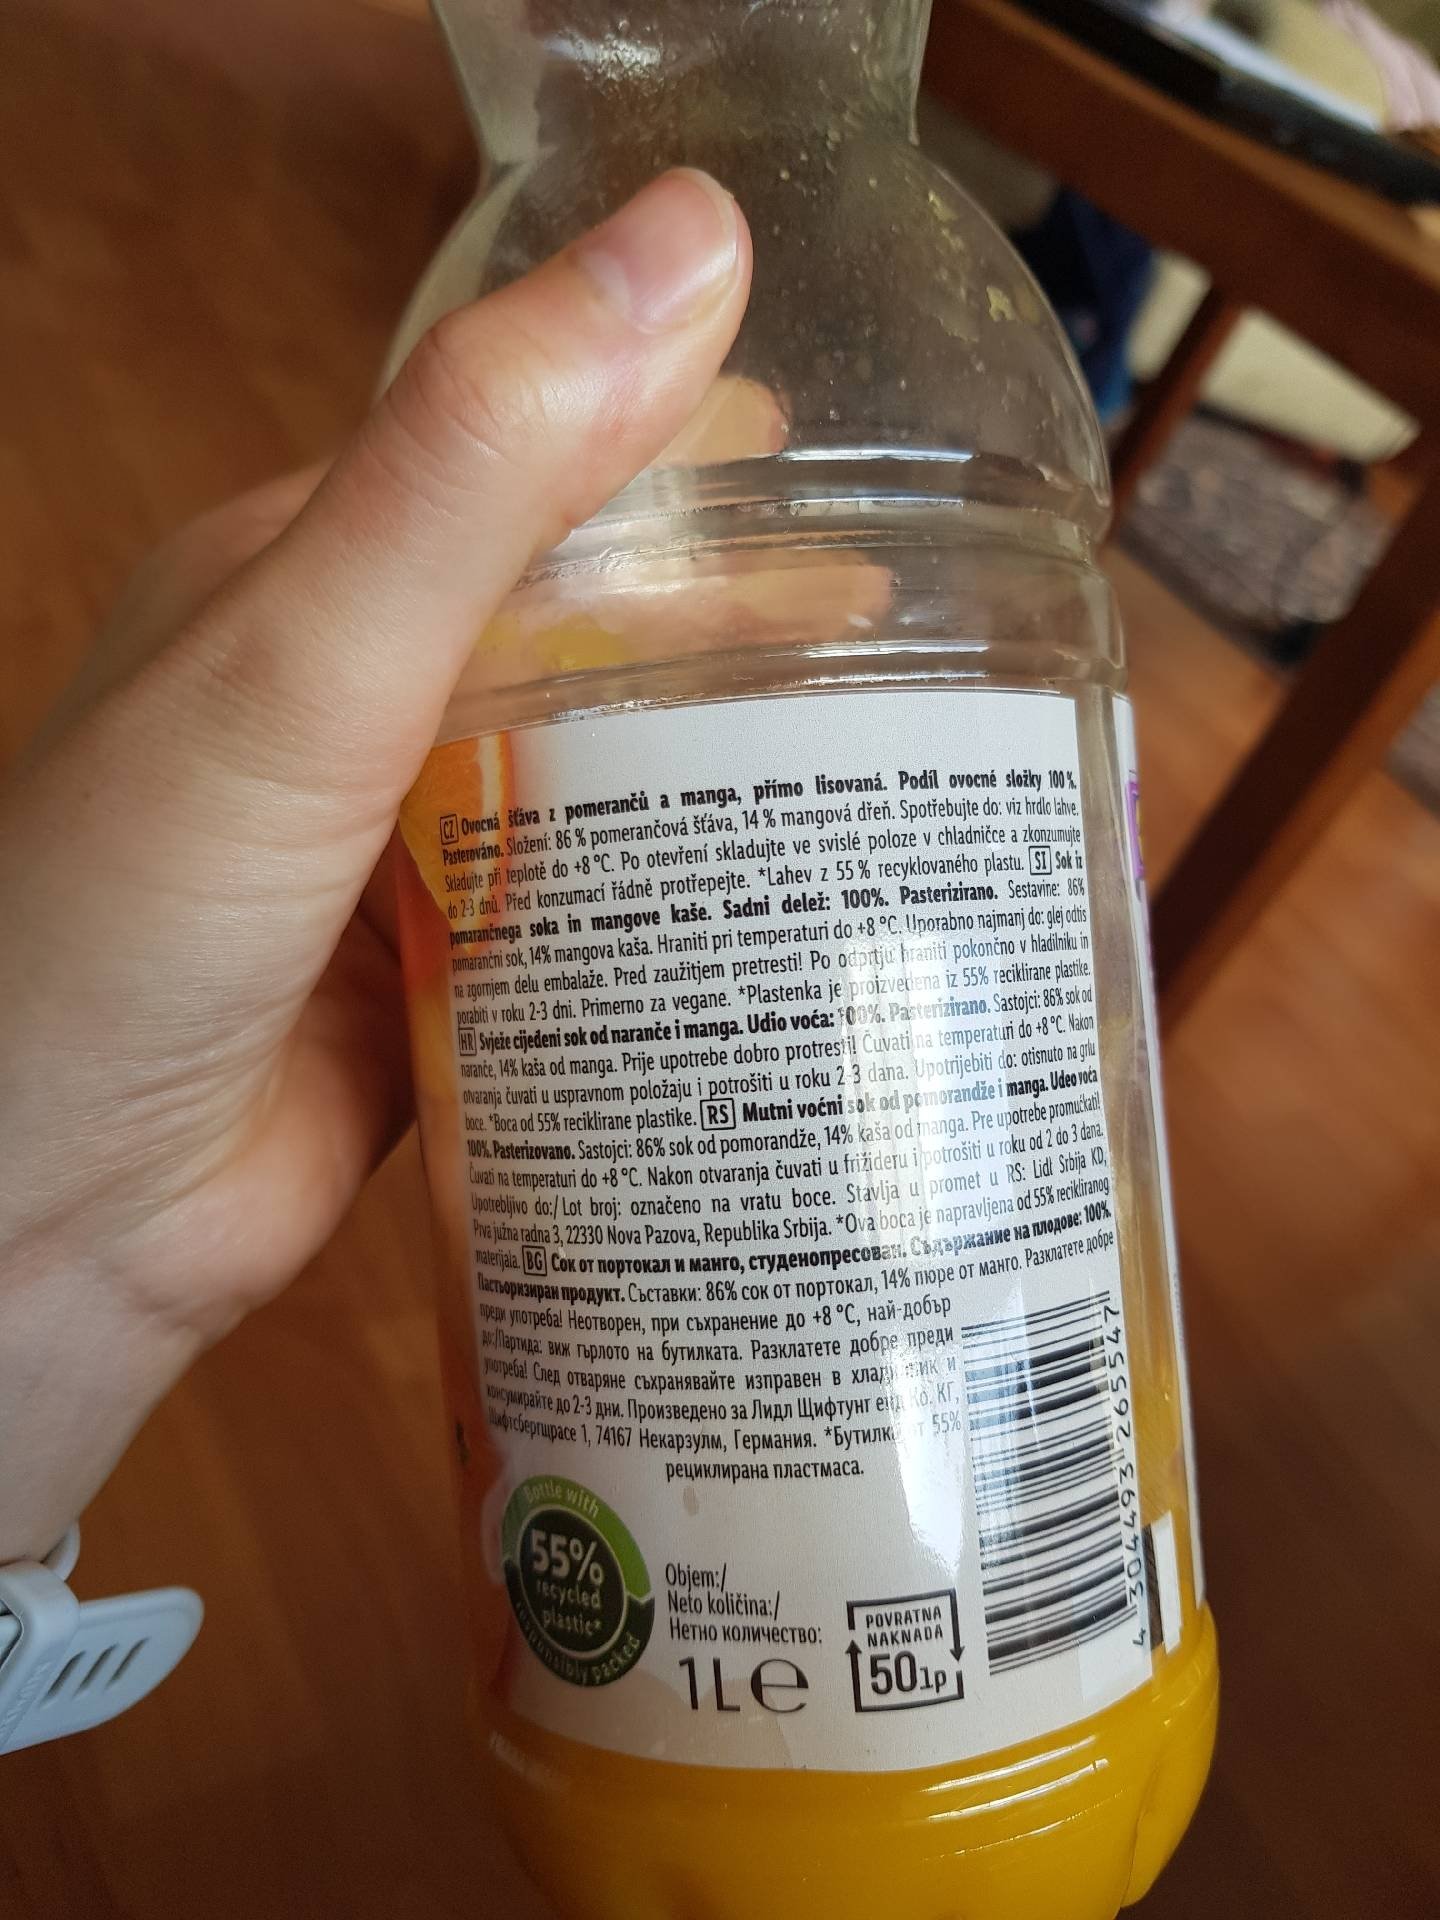 CZ Ovocná šťáva z pomerančů a manga, přímo lisovaná. Podíl ovocné složky 100 %.
Pasterováno. Složení: 86 % pomerančová šťáva, 14 % mangová dřeň. Spotřebujte do: viz hrdlo lahve.
Skladujte při teplotě do +8 °C. Po otevření skladujte ve svislé poloze v chladničce a zkonzumujte
do 2-3 dnů. Před konzumací řádně protřepejte. *Lahev z 55 % recyklovaného plastu. SI Sok iz
pomarančnega soka in mangove kaše. Sadni delež: 100%. Pasterizirano. Sestavine: 86%
pomarančni sok, 14% mangova kaša. Hraniti pri temperaturi do +8 °C. Uporabno najmanj do: glej odtis
na zgornjem delu embalaže. Pred zaužitjem pretresti! Po odprtju hraniti pokončno v hladilniku in
porabiti v roku 2-3 dni. Primerno za vegane. *Plastenka je proizvedena iz 55% reciklirane plastike.
HR Svježe cijeđeni sok od naranče i manga. Udio voća: 100%. Pasterizirano. Sastojci: 86% sok od
naranče, 14% kaša od manga. Prije upotrebe dobro protresti! Čuvati na temperaturi do +8 °C. Nakon
otvaranja čuvati u uspravnom položaju i potrošiti u roku 2-3 dana. Upotrijebiti do: otisnuto na grlu
boce. *Boca od 55% reciklirane plastike. RS Mutni voćni sok od pomorandže i manga. Udeo voća
100%. Pasterizovano. Sastojci: 86% sok od pomorandže, 14% kaša od manga. Pre upotrebe promućkati!
Čuvati na temperaturi do +8 °C. Nakon otvaranja čuvati u frižideru i potrošiti u roku od 2 do 3 dana.
Upotrebljivo do:/ Lot broj: označeno na vratu boce. Stavlja u promet u RS: Lidl Srbija KD,
Prva južna radna 3, 22330 Nova Pazova, Republika Srbija. *Ova boca je napravljena od 55% recikliranog
materijala. BG Сок от портокал и манго, студенопресован. Съдържание на плодове: 100%.
Пастьоризиран продукт. Съставки: 86% сок от портокал, 14% пюре от манго. Разклатете добре
преди употреба! Неотворен, при съхранение до +8 °C, най-добър
до:/Партида: виж гърлото на бутилката. Разклатете добре преди
употреба! След отваряне съхранявайте изправен в хладилник и
консумирайте до 2-3 дни. Произведено за Лидл Щифтунг енд Ко. КГ,
Щифтсбергщрасе 1, 74167 Некарзулм, Германия. *Бутилка от 55%
рециклирана пластмаса.
Bottle with
55%
recycled
plastic*
responsibly packed
Objem:/
Neto količina:/
Нетно количество:
1L e
POVRATNA
NAKNADA
50 lp
4 304493 265547